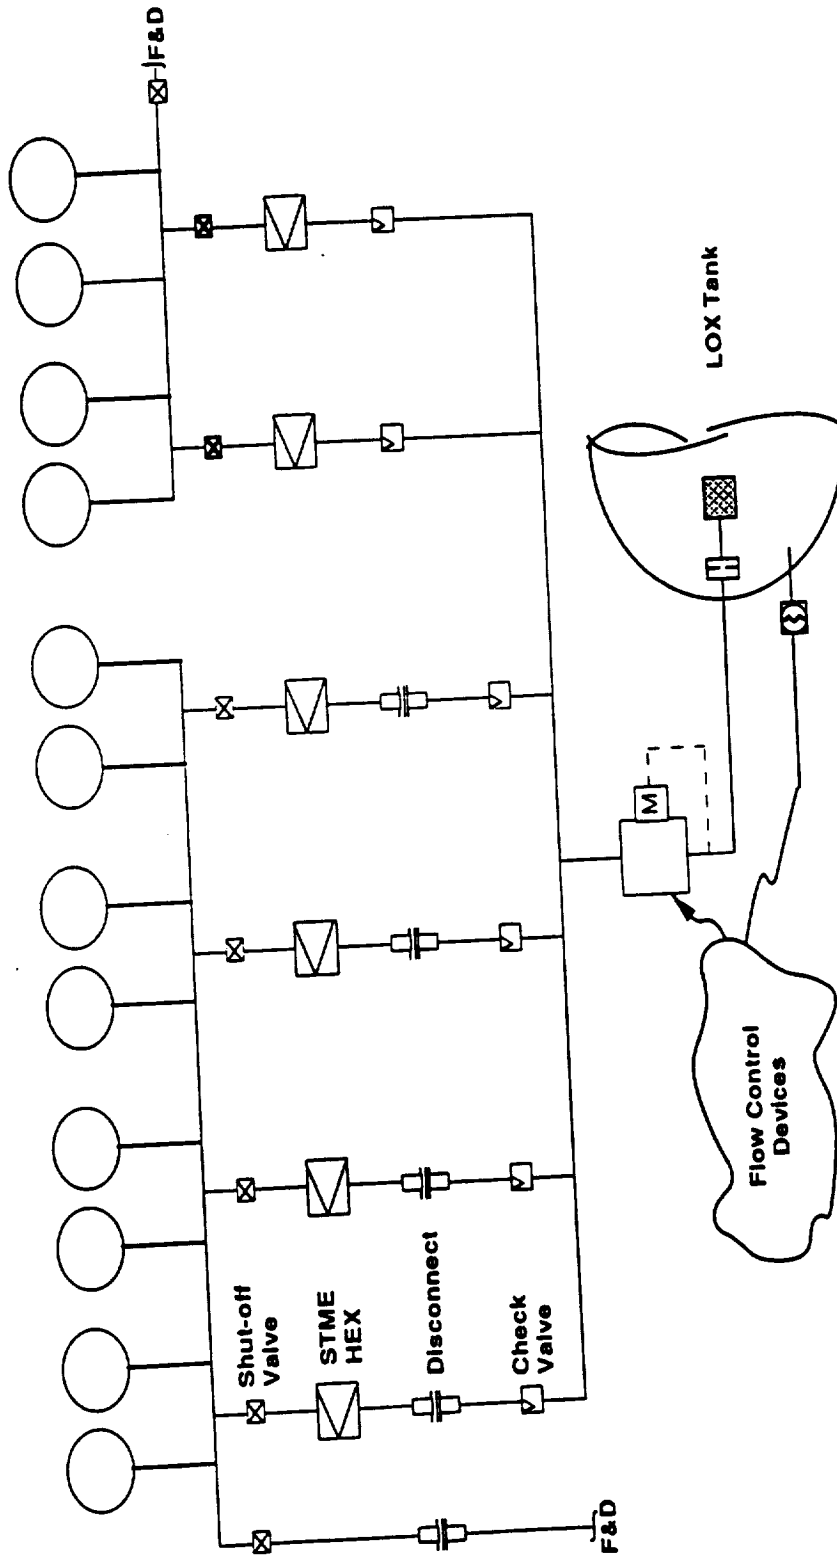 F&D
Shut-off
Valve
STME
HEX
Disconnect
Check
Valve
F&D
M
LOX Tank
Flow Control
Devices